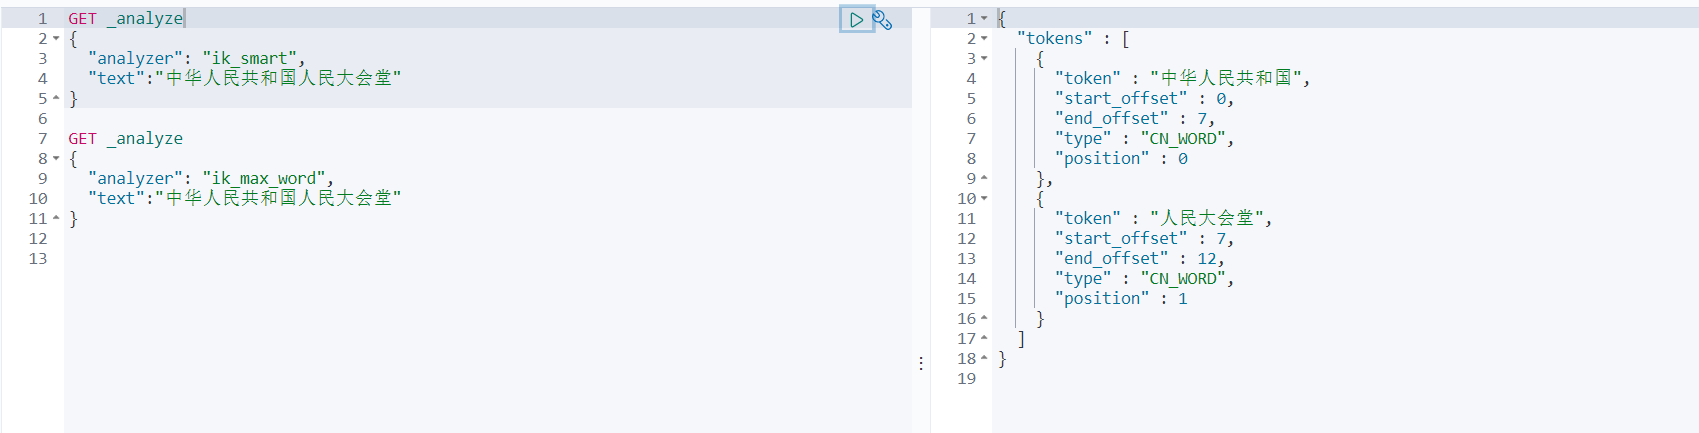 1 GET _analyze
2 {
3 "analyzer": "ik_smart",
4 "text":"中华人民共和国人民大会堂"
5 }
6
7 GET _analyze
8 {
9 "analyzer": "ik_max_word",
10 "text":"中华人民共和国人民大会堂"
11 }
12
13
1 {
2 "tokens" : [
3 {
4 "token" : "中华人民共和国",
5 "start_offset" : 0,
6 "end_offset" : 7,
7 "type" : "CN_WORD",
8 "position" : 0
9 },
10 {
11 "token" : "人民大会堂",
12 "start_offset" : 7,
13 "end_offset" : 12,
14 "type" : "CN_WORD",
15 "position" : 1
16 }
17 ]
18 }
19